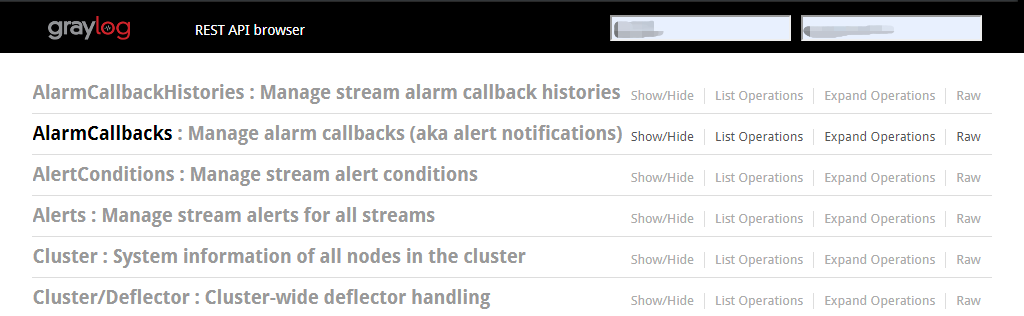 graylog REST API browser
AlarmCallbackHistories : Manage stream alarm callback histories Show/Hide List Operations Expand Operations Raw
AlarmCallbacks : Manage alarm callbacks (aka alert notifications) Show/Hide List Operations Expand Operations Raw
AlertConditions : Manage stream alert conditions Show/Hide List Operations Expand Operations Raw
Alerts : Manage stream alerts for all streams Show/Hide List Operations Expand Operations Raw
Cluster : System information of all nodes in the cluster Show/Hide List Operations Expand Operations Raw
Cluster/Deflector : Cluster-wide deflector handling Show/Hide List Operations Expand Operations Raw